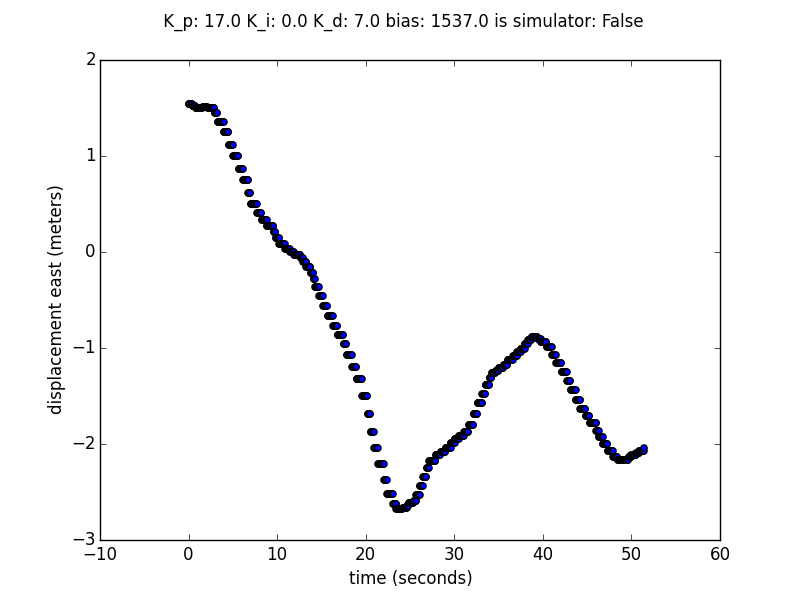 K_p: 17.0 K_i: 0.0 K_d: 7.0 bias: 1537.0 is simulator: False
2
1
0
−1
−2
−3
displacement east (meters)
−10 0 10 20 30 40 50 60
time (seconds)